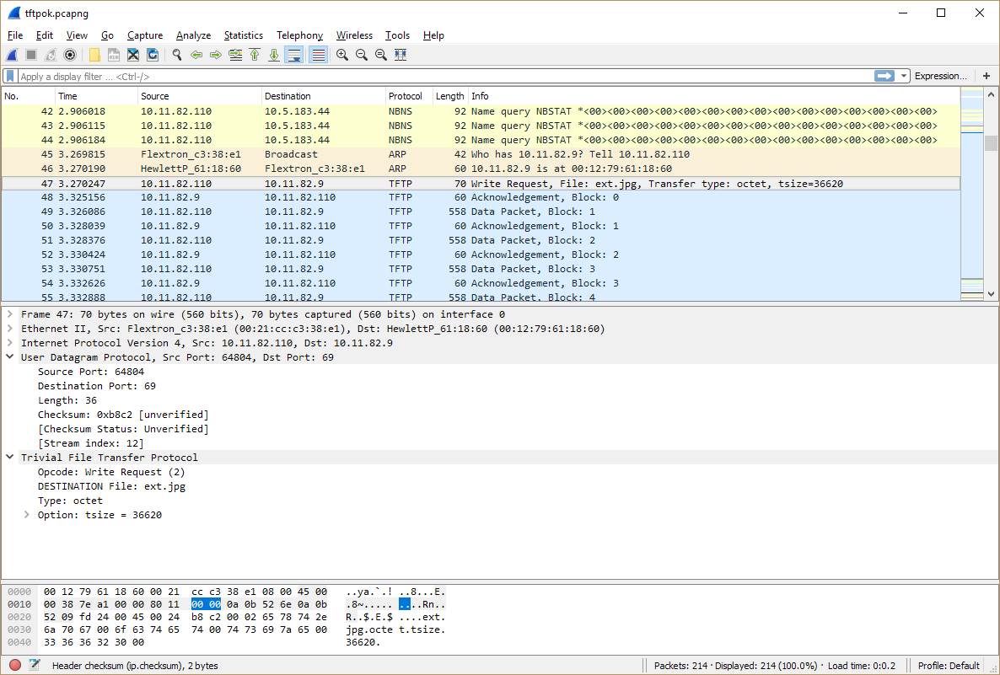 tftpok.pcapng
File Edit View Go Capture Analyze Statistics Telephony Wireless Tools Help
Apply a display filter ... <Ctrl-/> Expression... +
No. Time Source Destination Protocol Length Info
42 2.906018 10.11.82.110 10.5.183.44 NBNS 92 Name query NBSTAT *<00><00><00><00><00><00><00><00><00><00><00><00><00><00><00>
43 2.906115 10.11.82.110 10.5.183.44 NBNS 92 Name query NBSTAT *<00><00><00><00><00><00><00><00><00><00><00><00><00><00><00>
44 2.906184 10.11.82.110 10.5.183.44 NBNS 92 Name query NBSTAT *<00><00><00><00><00><00><00><00><00><00><00><00><00><00><00>
45 3.269815 Flextron_c3:38:e1 Broadcast ARP 42 Who has 10.11.82.9? Tell 10.11.82.110
46 3.270190 HewlettP_61:18:60 Flextron_c3:38:e1 ARP 60 10.11.82.9 is at 00:12:79:61:18:60
47 3.270247 10.11.82.110 10.11.82.9 TFTP 70 Write Request, File: ext.jpg, Transfer type: octet, tsize=36620
48 3.325156 10.11.82.9 10.11.82.110 TFTP 60 Acknowledgement, Block: 0
49 3.326086 10.11.82.110 10.11.82.9 TFTP 558 Data Packet, Block: 1
50 3.328039 10.11.82.9 10.11.82.110 TFTP 60 Acknowledgement, Block: 1
51 3.328376 10.11.82.110 10.11.82.9 TFTP 558 Data Packet, Block: 2
52 3.330424 10.11.82.9 10.11.82.110 TFTP 60 Acknowledgement, Block: 2
53 3.330751 10.11.82.110 10.11.82.9 TFTP 558 Data Packet, Block: 3
54 3.332626 10.11.82.9 10.11.82.110 TFTP 60 Acknowledgement, Block: 3
55 3.332888 10.11.82.110 10.11.82.9 TFTP 558 Data Packet, Block: 4
Frame 47: 70 bytes on wire (560 bits), 70 bytes captured (560 bits) on interface 0
Ethernet II, Src: Flextron_c3:38:e1 (00:21:cc:c3:38:e1), Dst: HewlettP_61:18:60 (00:12:79:61:18:60)
Internet Protocol Version 4, Src: 10.11.82.110, Dst: 10.11.82.9
User Datagram Protocol, Src Port: 64804, Dst Port: 69
Source Port: 64804
Destination Port: 69
Length: 36
Checksum: 0xb8c2 [unverified]
[Checksum Status: Unverified]
[Stream index: 12]
Trivial File Transfer Protocol
Opcode: Write Request (2)
DESTINATION File: ext.jpg
Type: octet
Option: tsize = 36620
0000 00 12 79 61 18 60 00 21 cc c3 38 e1 08 00 45 00 ..ya.`.! ..8...E.
0010 00 38 7e a1 00 00 80 11 00 00 0a 0b 52 6e 0a 0b .8~..... ....Rn..
0020 52 09 fd 24 00 45 00 24 b8 c2 00 02 65 78 74 2e R..$.E.$ ....ext.
0030 6a 70 67 00 6f 63 74 65 74 00 74 73 69 7a 65 00 jpg.octe t.tsize.
0040 33 36 36 32 30 00 36620.
Header checksum (ip.checksum), 2 bytes Packets: 214 · Displayed: 214 (100.0%) · Load time: 0:0.2 Profile: Default